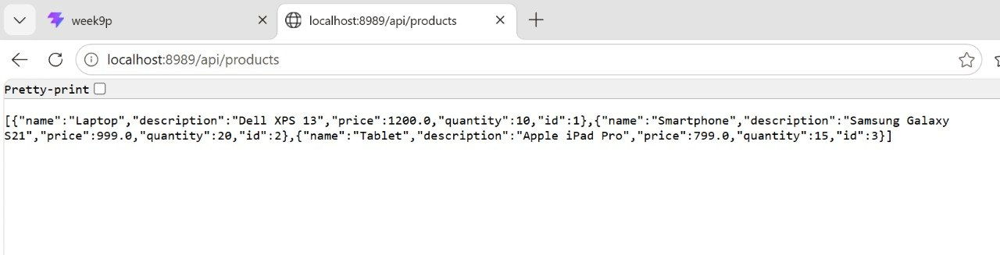 week9p
localhost:8989/api/products
localhost:8989/api/products
Pretty-print
[{"name":"Laptop","description":"Dell XPS 13","price":1200.0,"quantity":10,"id":1},{"name":"Smartphone","description":"Samsung Galaxy
S21","price":999.0,"quantity":20,"id":2},{"name":"Tablet","description":"Apple iPad Pro","price":799.0,"quantity":15,"id":3}]